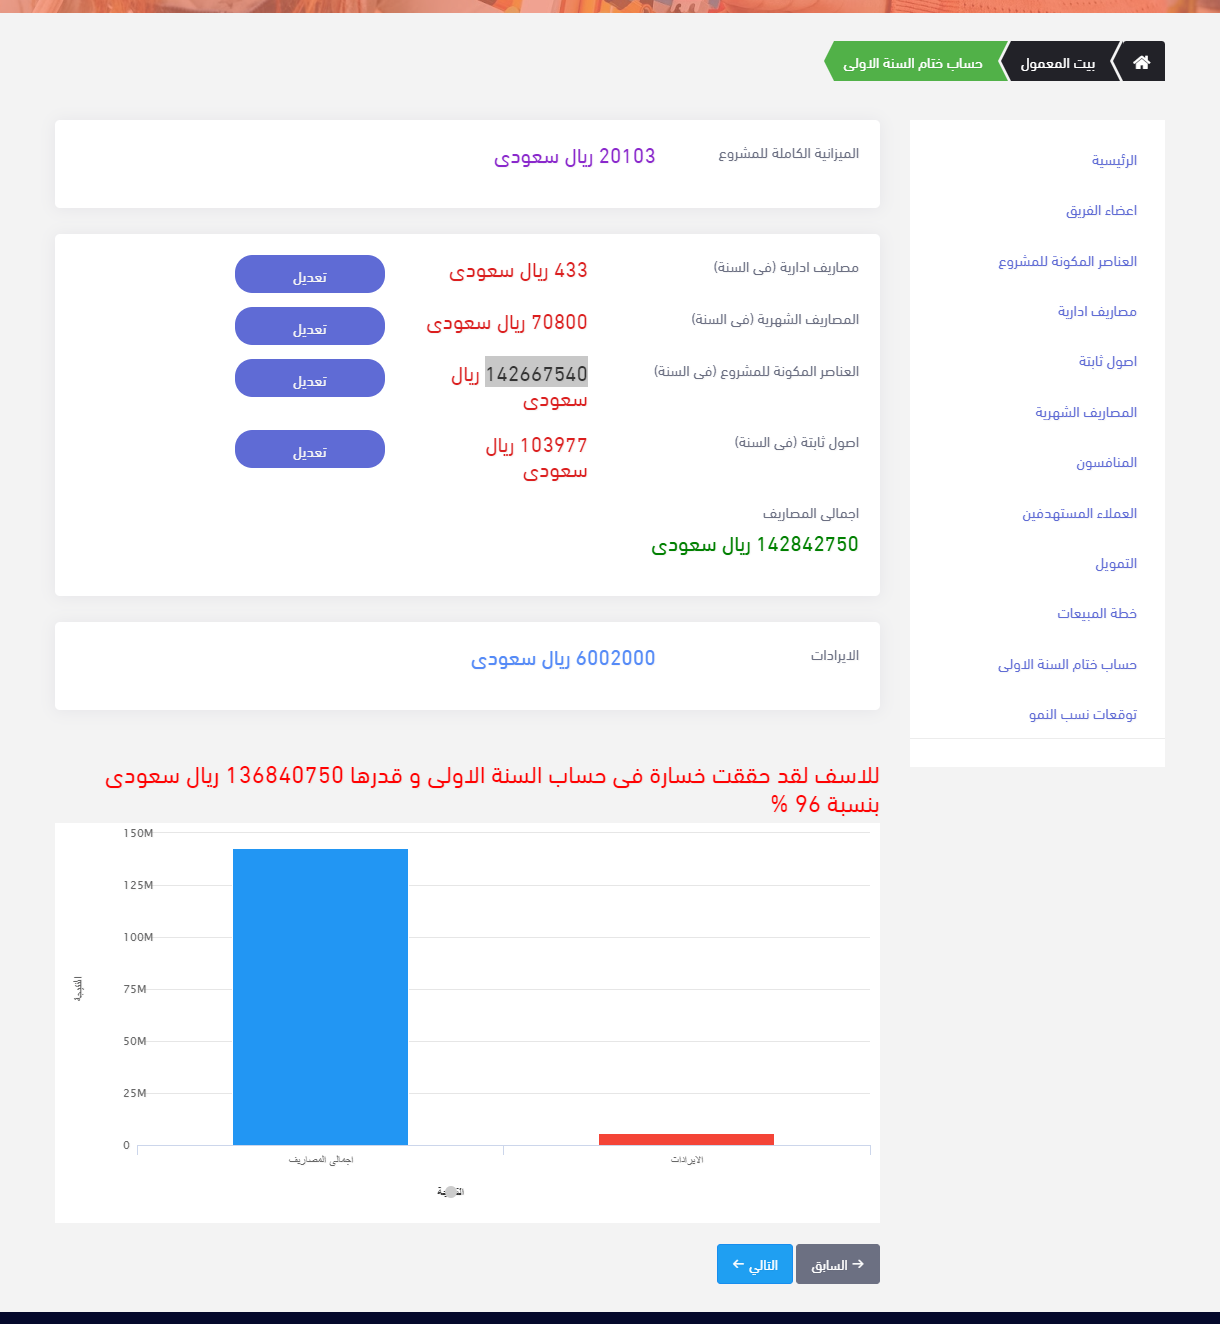 بيت المعمول
حساب ختام السنة الاولى
الرئيسية
اعضاء الفريق
العناصر المكونة للمشروع
مصاريف ادارية
اصول ثابتة
المصاريف الشهرية
المنافسون
العملاء المستهدفين
التمويل
خطة المبيعات
حساب ختام السنة الاولى
توقعات نسب النمو
الميزانية الكاملة للمشروع 20103 ريال سعودى
مصاريف ادارية (فى السنة) 433 ريال سعودى تعديل
المصاريف الشهرية (فى السنة) 70800 ريال سعودى تعديل
العناصر المكونة للمشروع (فى السنة) 142667540 ريال تعديل
سعودى
اصول ثابتة (فى السنة) 103977 ريال تعديل
سعودى
اجمالى المصاريف
142842750 ريال سعودى
الايرادات 6002000 ريال سعودى
للاسف لقد حققت خسارة فى حساب السنة الاولى و قدرها 136840750 ريال سعودى
بنسبة 96 %
150M
125M
100M
75M
50M
25M
0
النتيجة
اجمالى المصاريف
الايرادات
→ السابق
التالي ←